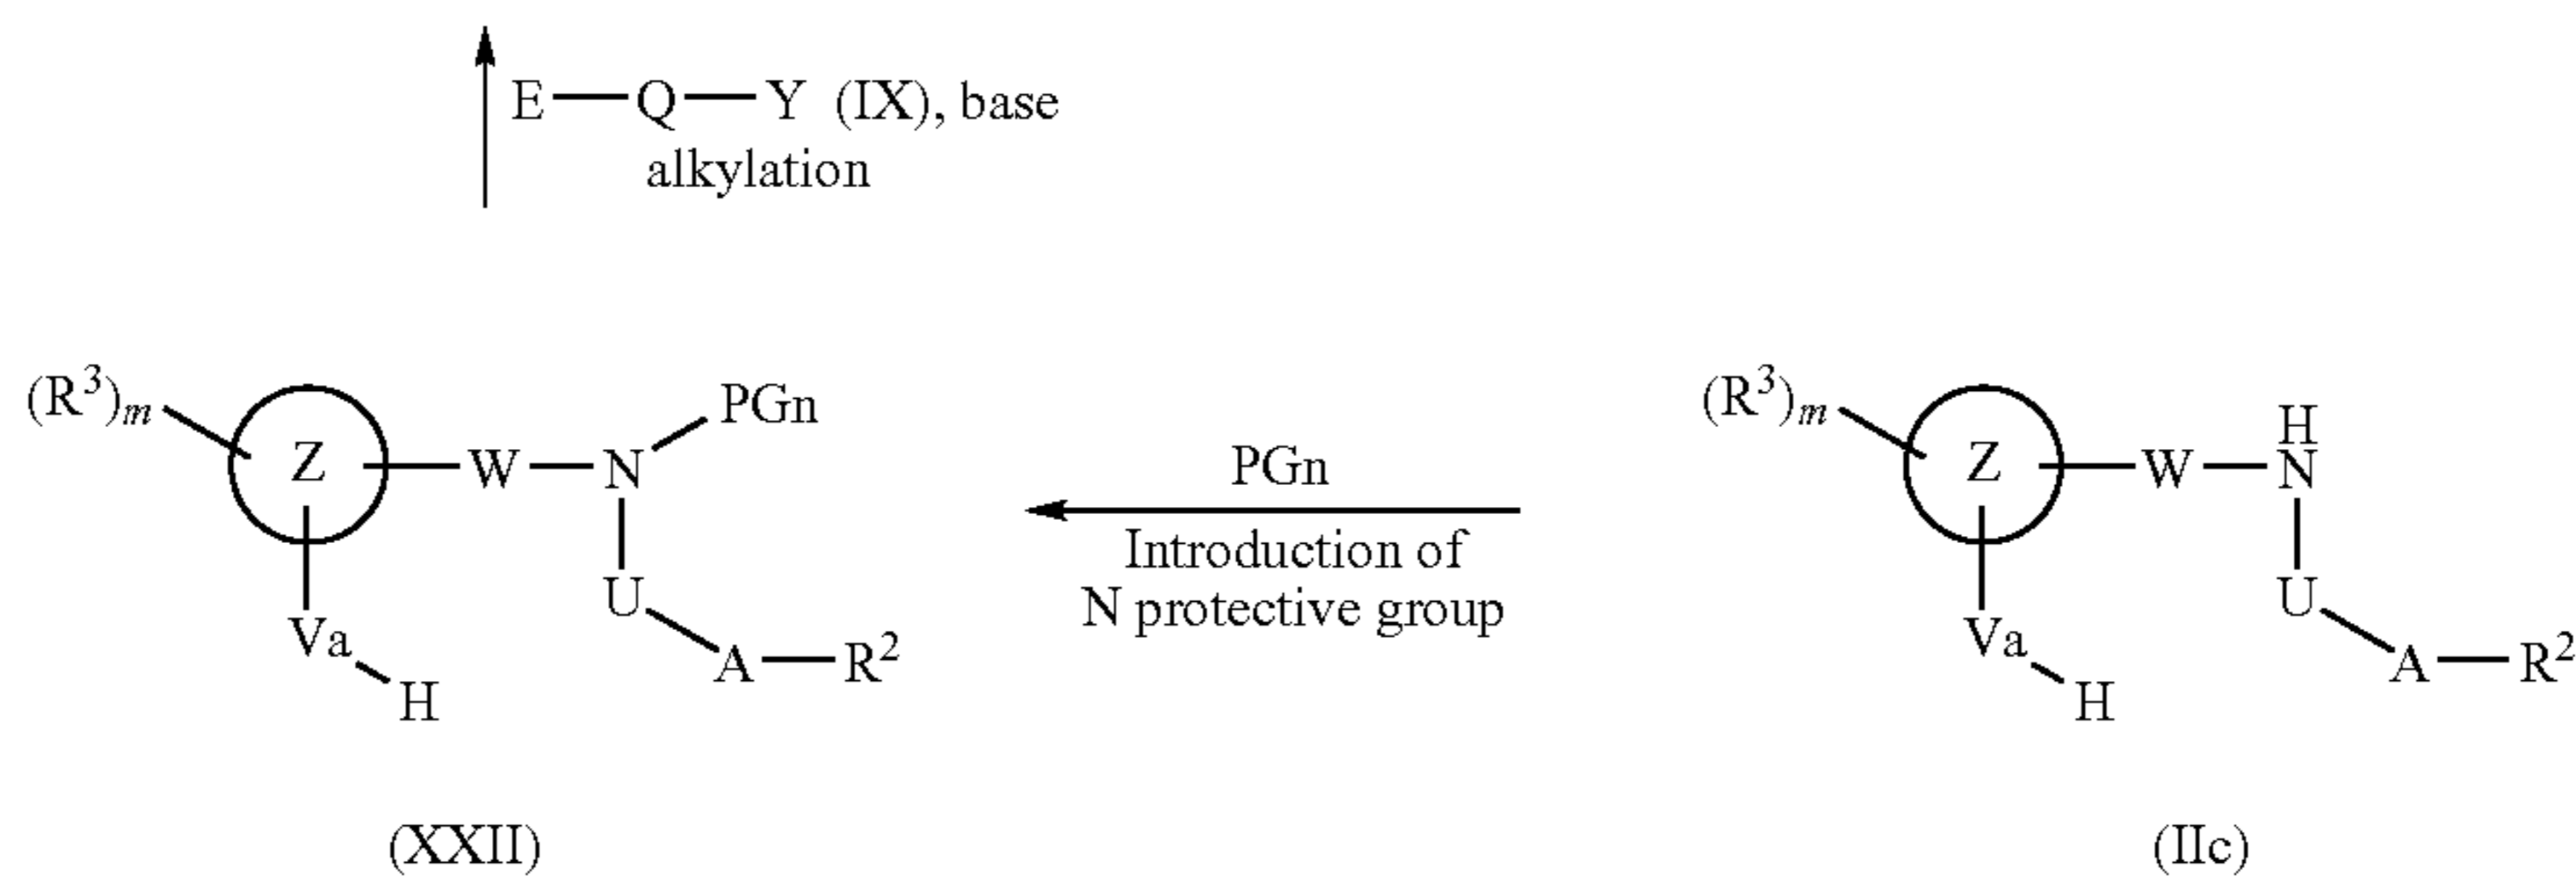 E—Q—Y (IX), base
alkylation
(R³)m Z W N PGn U A R² Va H
PGn
Introduction of
N protective group
(R³)m Z W H N U A R² Va H
(XXII)
(IIc)